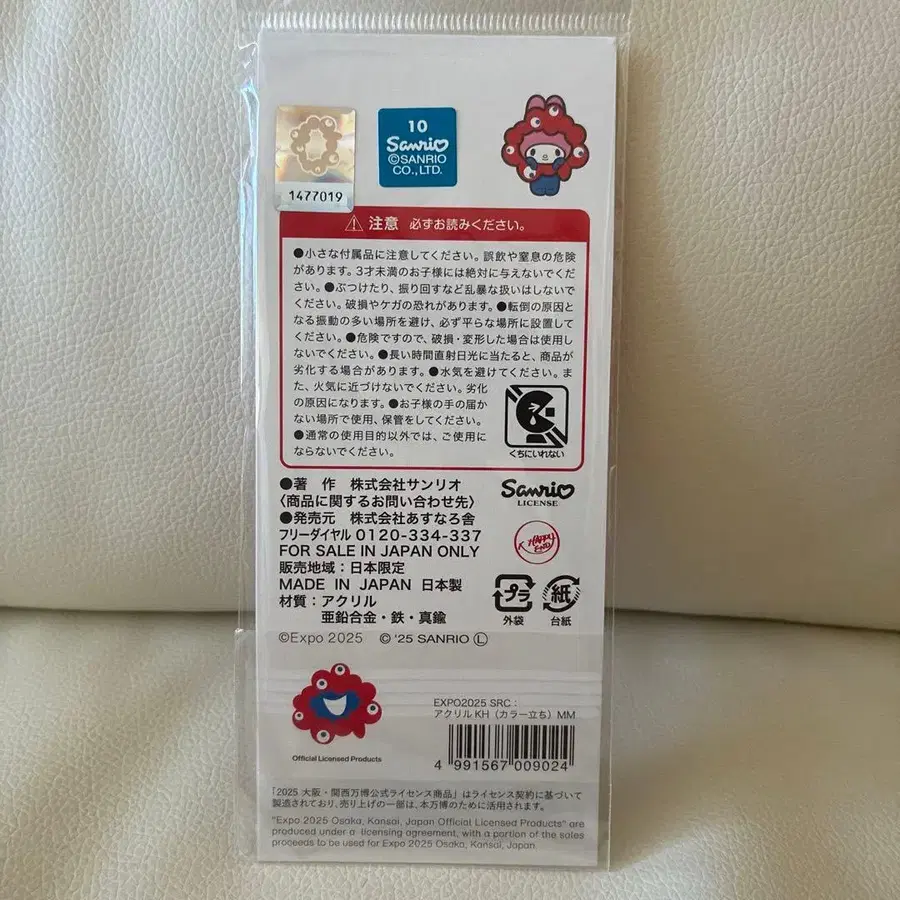 1477019
10
Sanrio
©SANRIO
CO., LTD.
⚠ 注意 必ずお読みください。
●小さな付属品に注意してください。誤飲や窒息の危険
があります。3才未満のお子様には絶対に与えないでくだ
さい。●ぶつけたり、振り回すなど乱暴な扱いはしないで
ください。破損やケガの恐れがあります。●転倒の原因と
なる振動の多い場所を避け、必ず平らな場所に設置して
ください。●危険ですので、破損・変形した場合は使用し
ないでください。●長い時間直射日光に当たると、商品が
劣化する場合があります。●水気を避けてください。ま
た、火気に近づけないでください。劣化
の原因になります。●お子様の手の届か
ない場所で使用、保管をしてください。
●通常の使用目的以外では、ご使用に
ならないでください。
くちにいれない
●著 作 株式会社サンリオ
〈商品に関するお問い合わせ先〉
●発売元 株式会社あすなろ舎
フリーダイヤル 0120-334-337
FOR SALE IN JAPAN ONLY
販売地域：日本限定
MADE IN JAPAN 日本製
材質：アクリル
亜鉛合金・鉄・真鍮
©Expo 2025 © '25 SANRIO Ⓛ
Sanrio
LICENSE
プラ
外袋
紙
台紙
Official Licensed Products
EXPO2025 SRC：
アクリルKH（カラー立ち）MM
4 991567 009024
「2025 大阪・関西万博公式ライセンス商品」はライセンス契約に基づいて
製造されており、売り上げの一部は、本万博のために活用されます。
"Expo 2025 Osaka, Kansai, Japan Official Licensed Products" are
produced under a licensing agreement, with a portion of the sales
proceeds to be used for Expo 2025 Osaka, Kansai, Japan.